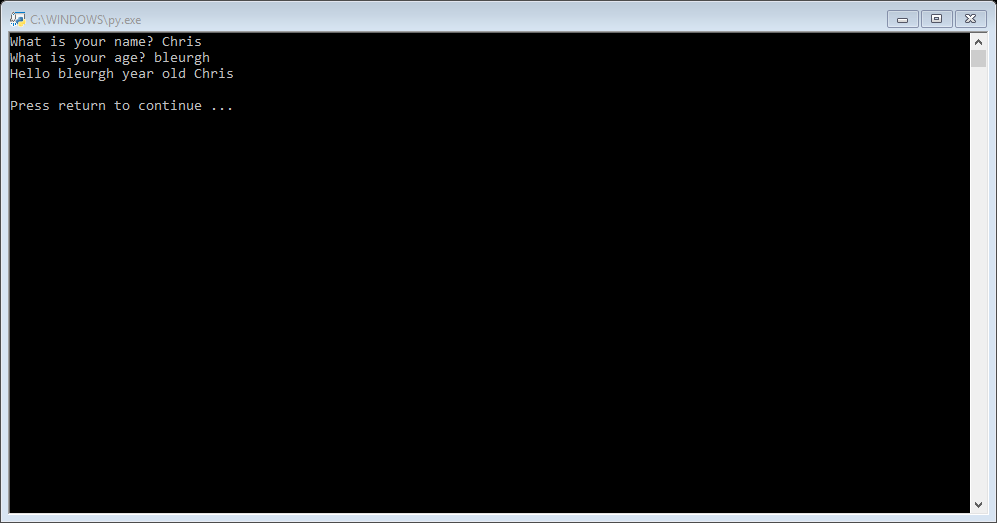 C:\WINDOWS\py.exe
What is your name? Chris
What is your age? bleurgh
Hello bleurgh year old Chris
Press return to continue ...